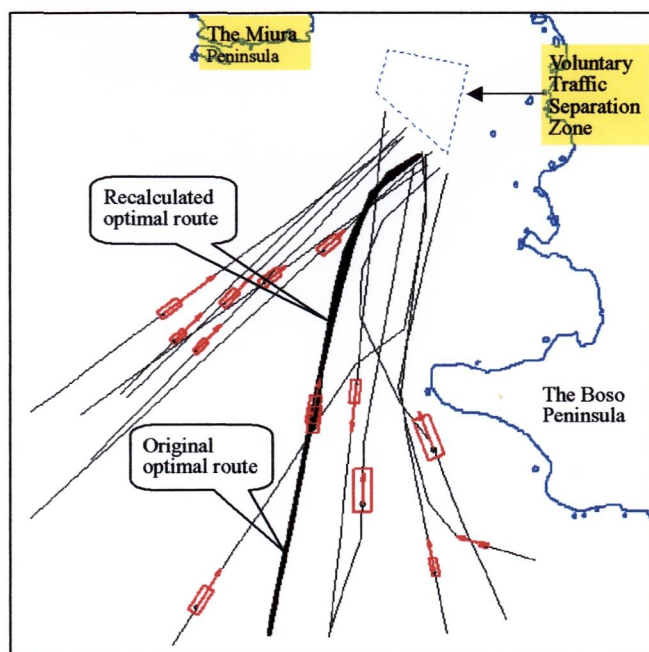 The Miura
Peninsula
Voluntary
Traffic
Separation
Zone
Recalculated
optimal route
The Boso
Peninsula
Original
optimal route